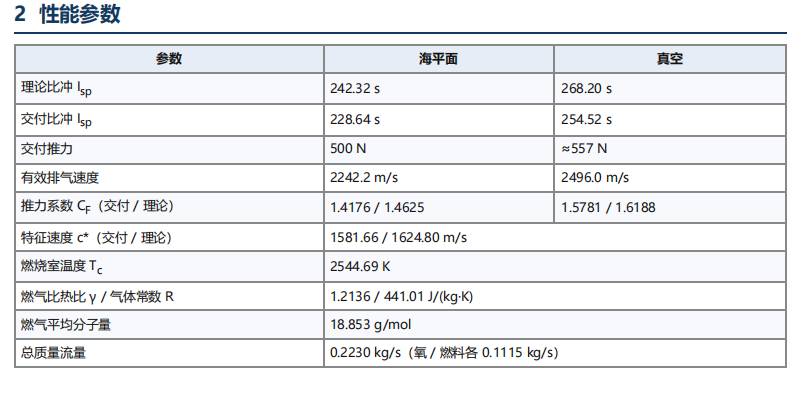 2 性能参数
参数 海平面 真空
理论比冲 Isp 242.32 s 268.20 s
交付比冲 Isp 228.64 s 254.52 s
交付推力 500 N ≈557 N
有效排气速度 2242.2 m/s 2496.0 m/s
推力系数 CF（交付 / 理论） 1.4176 / 1.4625 1.5781 / 1.6188
特征速度 c*（交付 / 理论） 1581.66 / 1624.80 m/s
燃烧室温度 Tc 2544.69 K
燃气比热比 γ / 气体常数 R 1.2136 / 441.01 J/(kg·K)
燃气平均分子量 18.853 g/mol
总质量流量 0.2230 kg/s（氧 / 燃料各 0.1115 kg/s）